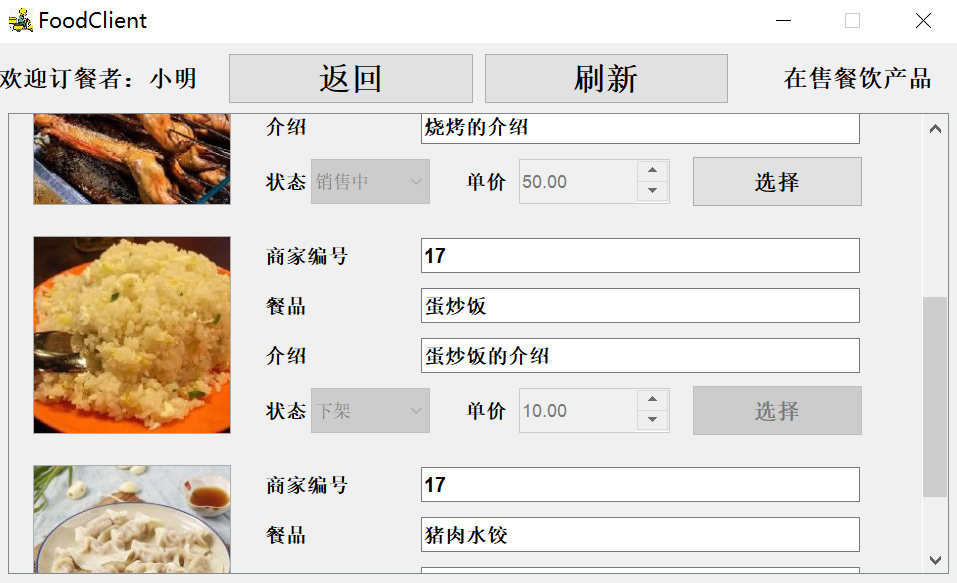 FoodClient
欢迎订餐者：小明 返回 刷新 在售餐饮产品
介绍 烧烤的介绍
状态 销售中 单价 50.00 选择
商家编号 17
餐品 蛋炒饭
介绍 蛋炒饭的介绍
状态 下架 单价 10.00 选择
商家编号 17
餐品 猪肉水饺